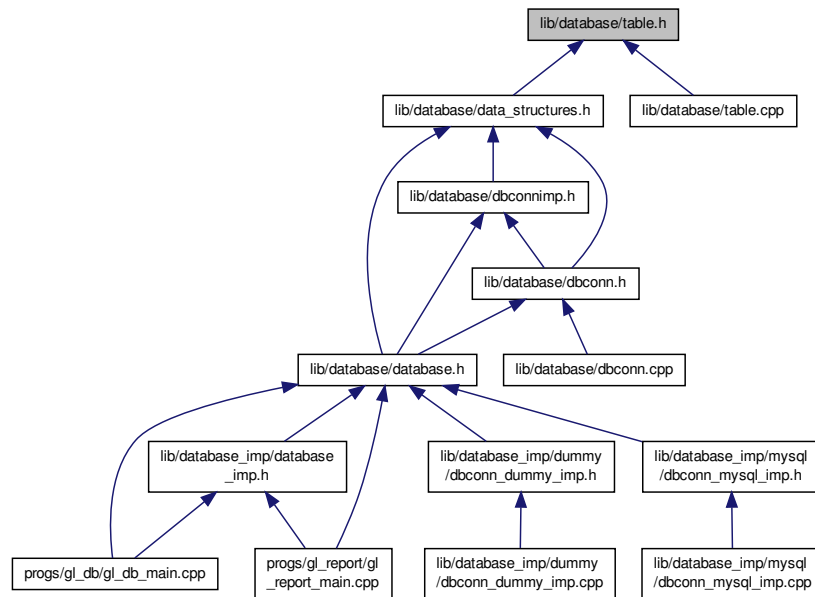 lib/database/table.h
lib/database/data_structures.h
lib/database/table.cpp
lib/database/dbconnimp.h
lib/database/dbconn.h
lib/database/database.h
lib/database/dbconn.cpp
lib/database_imp/database
_imp.h
lib/database_imp/dummy
/dbconn_dummy_imp.h
lib/database_imp/mysql
/dbconn_mysql_imp.h
progs/gl_db/gl_db_main.cpp
progs/gl_report/gl
_report_main.cpp
lib/database_imp/dummy
/dbconn_dummy_imp.cpp
lib/database_imp/mysql
/dbconn_mysql_imp.cpp